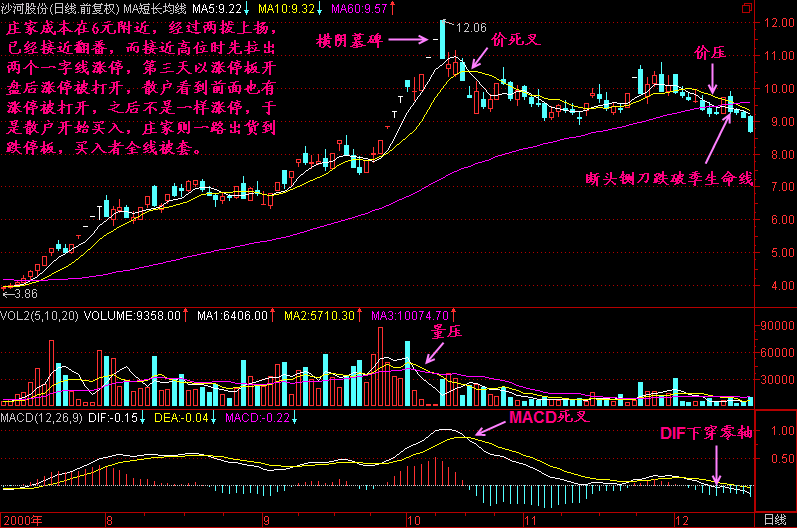 沙河股份(日线.前复权) MA短长均线 MA5:9.22↓ MA10:9.32↓ MA60:9.57↑
庄家成本在6元附近，经过两拨上扬，
已经接近翻番，而接近高位时先拉出
两个一字线涨停，第三天以涨停板开
盘后涨停被打开，散户看到前面也有
涨停被打开，之后不是一样涨停，于
是散户开始买入，庄家则一路出货到
跌停板，买入者全线被套。
横阴墓碑
12.06
价死叉
价压
断头铡刀跌破季生命线
←3.86
12.00
11.00
10.00
9.00
8.00
7.00
6.00
5.00
4.00
VOL2(5,10,20) VOLUME:9358.00↑ MA1:6406.00↑ MA2:5710.30↑ MA3:10074.70↑
量压
90000
60000
30000
MACD(12,26,9) DIF:-0.15↓ DEA:-0.04↓ MACD:-0.22↓
MACD死叉
DIF下穿零轴
1.00
0.50
2000年 8 9 10 11 12 日线